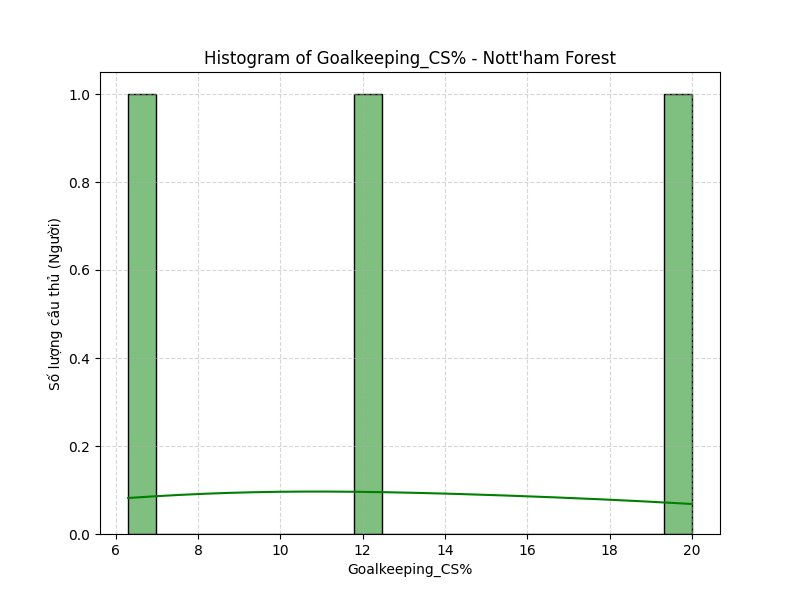 Histogram of Goalkeeping_CS% - Nott'ham Forest
Số lượng cầu thủ (Người)
1.0
0.8
0.6
0.4
0.2
0.0
6 8 10 12 14 16 18 20
Goalkeeping_CS%